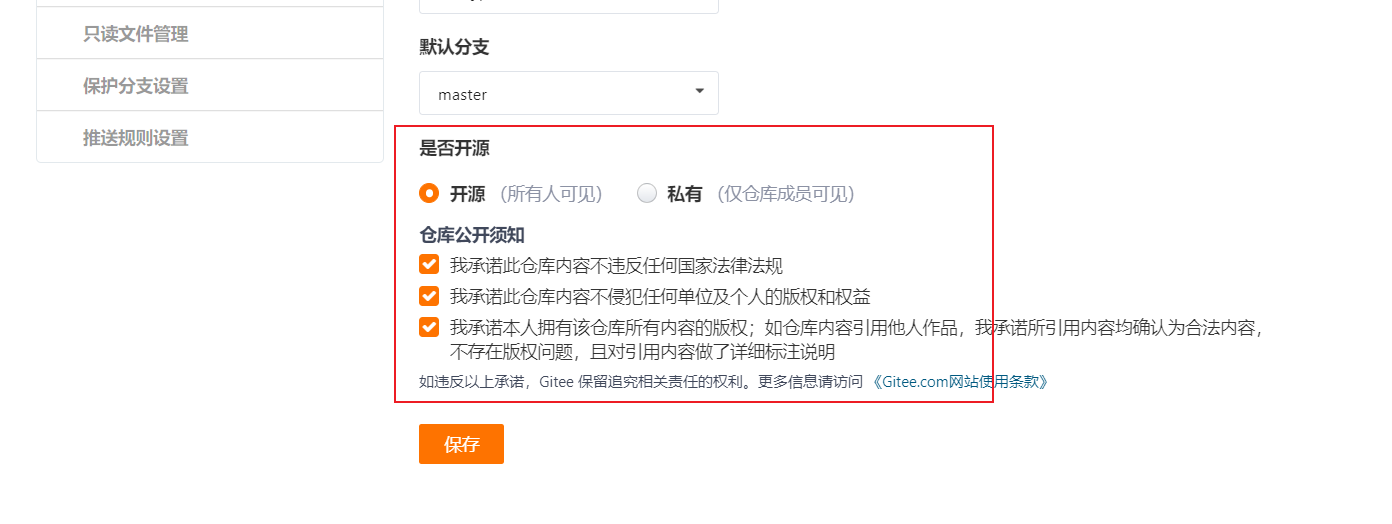 只读文件管理
保护分支设置
推送规则设置
默认分支
master
是否开源
开源 (所有人可见) 私有 (仅仓库成员可见)
仓库公开须知
我承诺此仓库内容不违反任何国家法律法规
我承诺此仓库内容不侵犯任何单位及个人的版权和权益
我承诺本人拥有该仓库所有内容的版权；如仓库内容引用他人作品，我承诺所引用内容均确认为合法内容，
不存在版权问题，且对引用内容做了详细标注说明
如违反以上承诺，Gitee 保留追究相关责任的权利。更多信息请访问 《Gitee.com网站使用条款》
保存